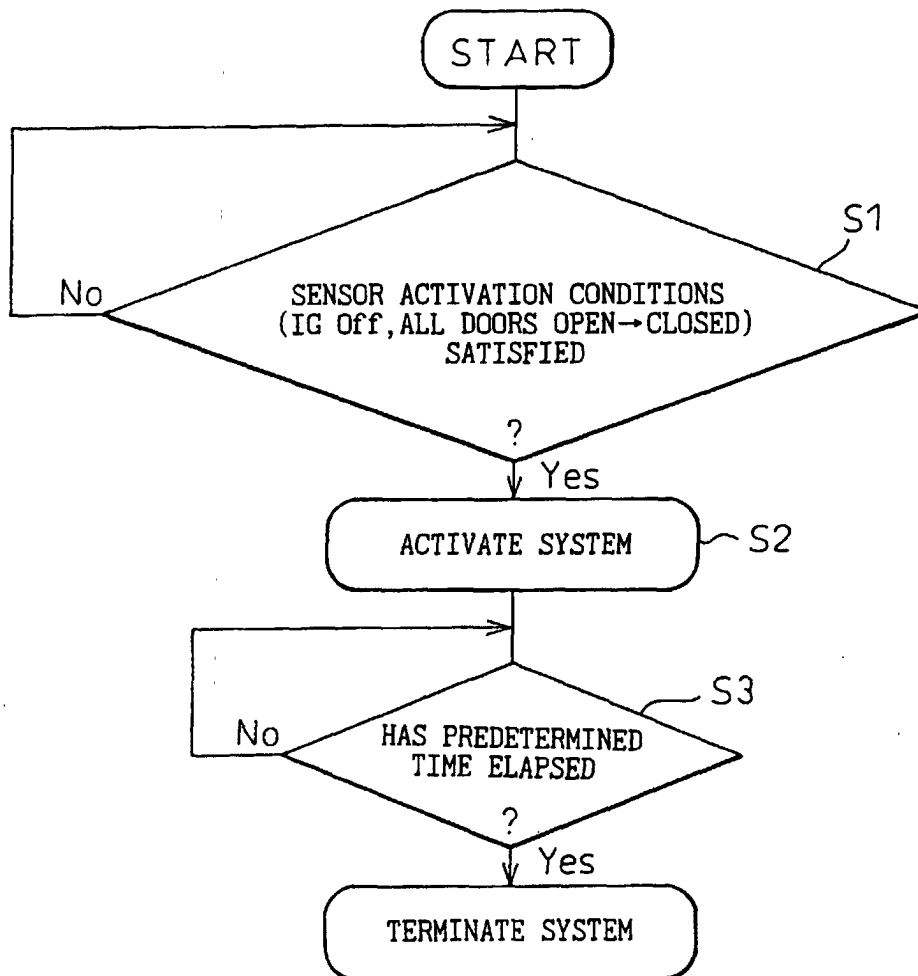 START
S1
No
SENSOR ACTIVATION CONDITIONS
(IG Off, ALL DOORS OPEN→CLOSED)
SATISFIED
?
Yes
ACTIVATE SYSTEM
S2
S3
No
HAS PREDETERMINED
TIME ELAPSED
?
Yes
TERMINATE SYSTEM